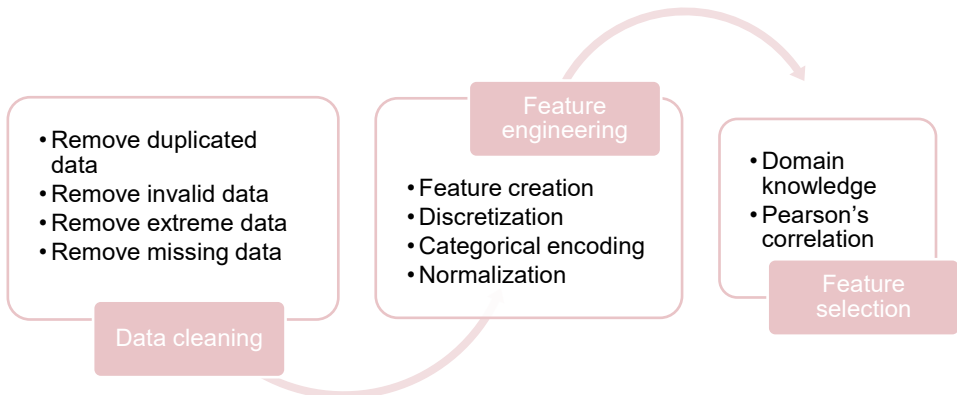 • Remove duplicated
data
• Remove invalid data
• Remove extreme data
• Remove missing data
Data cleaning
Feature
engineering
• Feature creation
• Discretization
• Categorical encoding
• Normalization
• Domain
knowledge
• Pearson's
correlation
Feature
selection